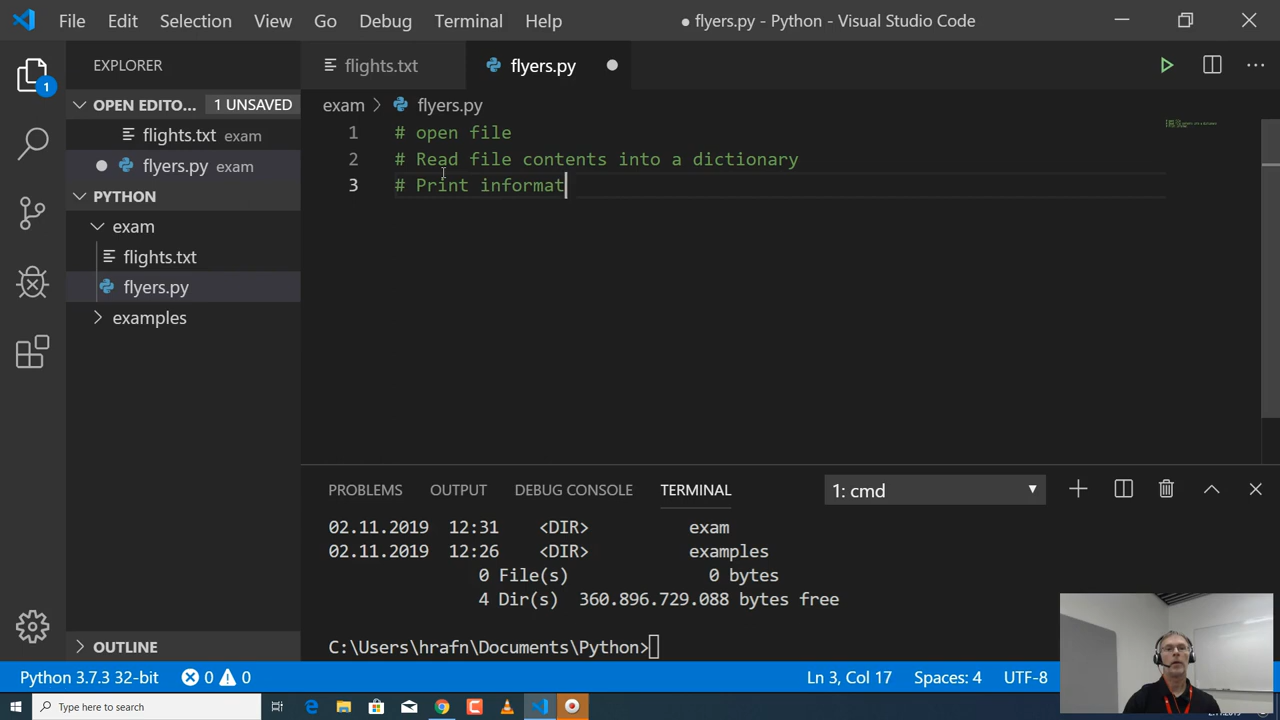 File Edit Selection View Go Debug Terminal Help
● flyers.py - Python - Visual Studio Code
EXPLORER
OPEN EDITO... 1 UNSAVED
flights.txt exam
flyers.py exam
PYTHON
exam
flights.txt
flyers.py
examples
OUTLINE
1
flights.txt
flyers.py
exam > flyers.py
1 # open file
2 # Read file contents into a dictionary
3 # Print informat
PROBLEMS OUTPUT DEBUG CONSOLE TERMINAL
1: cmd
02.11.2019 12:31 <DIR> exam
02.11.2019 12:26 <DIR> examples
0 File(s) 0 bytes
4 Dir(s) 360.896.729.088 bytes free
C:\Users\hrafn\Documents\Python>
Python 3.7.3 32-bit 0 0
Ln 3, Col 17 Spaces: 4 UTF-8
Type here to search